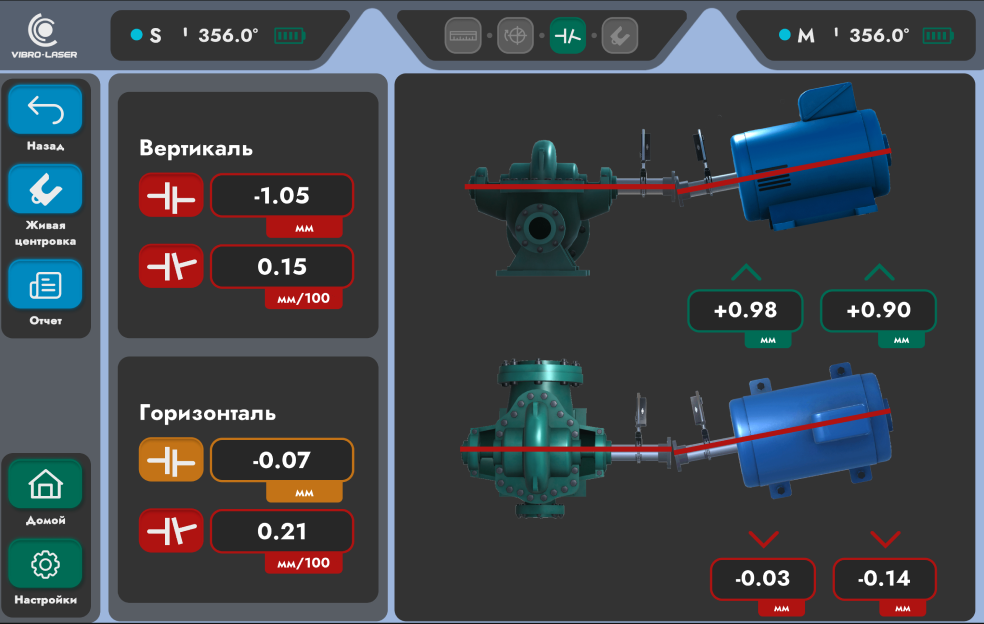 VIBRO-LASER
S 356.0°
M 356.0°
Назад
Живая
центровка
Отчет
Домой
Настройки
Вертикаль
-1.05
мм
0.15
мм/100
Горизонталь
-0.07
мм
0.21
мм/100
+0.98
мм
+0.90
мм
-0.03
мм
-0.14
мм